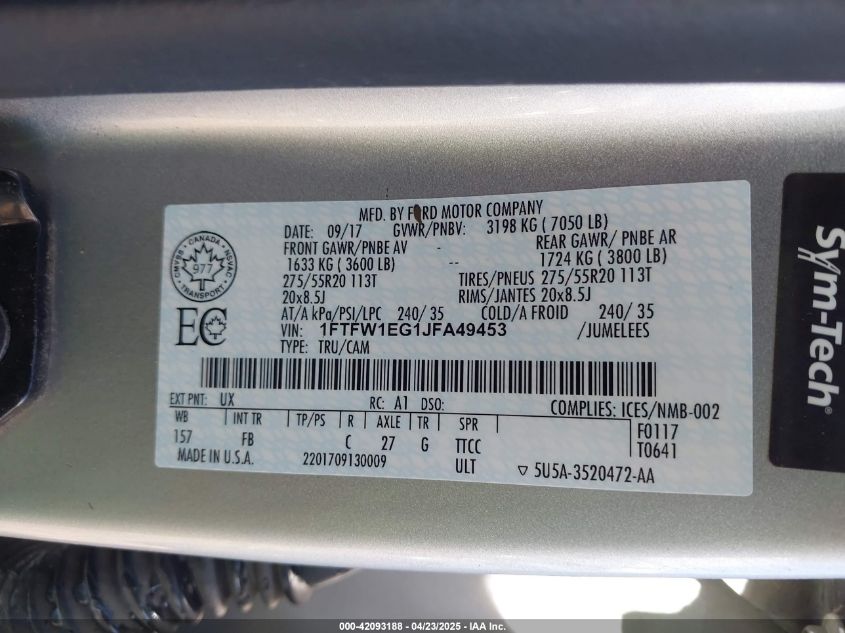 MFD. BY FORD MOTOR COMPANY
DATE: 09/17 GVWR/PNBV: 3198 KG ( 7050 LB)
FRONT GAWR/PNBE AV - REAR GAWR/ PNBE AR
1633 KG ( 3600 LB) -- 1724 KG ( 3800 LB)
275/55R20 113T TIRES/PNEUS 275/55R20 113T
20x8.5J RIMS/JANTES 20x8.5J
AT/A kPa/PSI/LPC 240/ 35 COLD/A FROID 240/ 35
VIN: 1FTFW1EG1JFA49453 /JUMELEES
TYPE: TRU/CAM
CANADA
CMVSS NSVAC
977
TRANSPORT
EC
EXT PNT: UX RC: A1 DSO: COMPLIES: ICES/NMB-002
WB INT TR TP/PS R AXLE TR SPR F0117
157 FB C 27 G TTCC T0641
MADE IN U.S.A. 2201709130009 ULT ▽ 5U5A-3520472-AA
Sym-Tech®
000-42093188 - 04/23/2025 - IAA Inc.